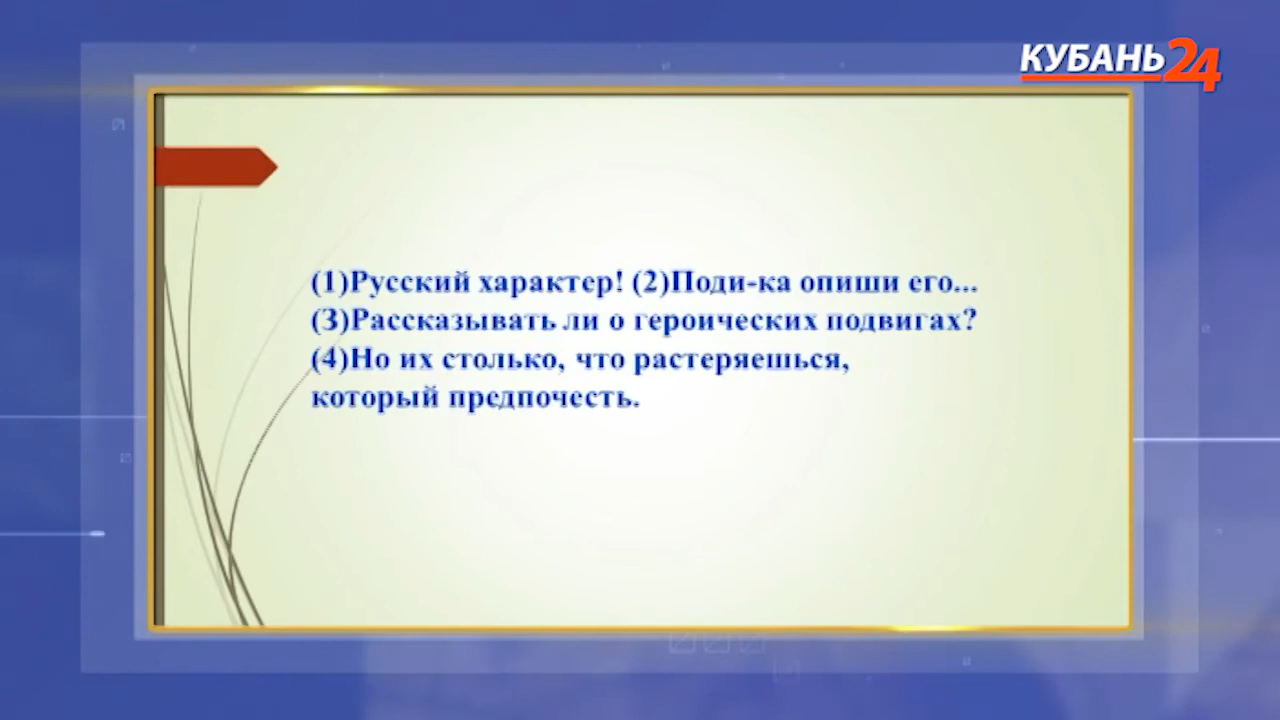 КУБАНЬ24
(1)Русский характер! (2)Поди-ка опиши его...
(3)Рассказывать ли о героических подвигах?
(4)Но их столько, что растеряешься,
который предпочесть.